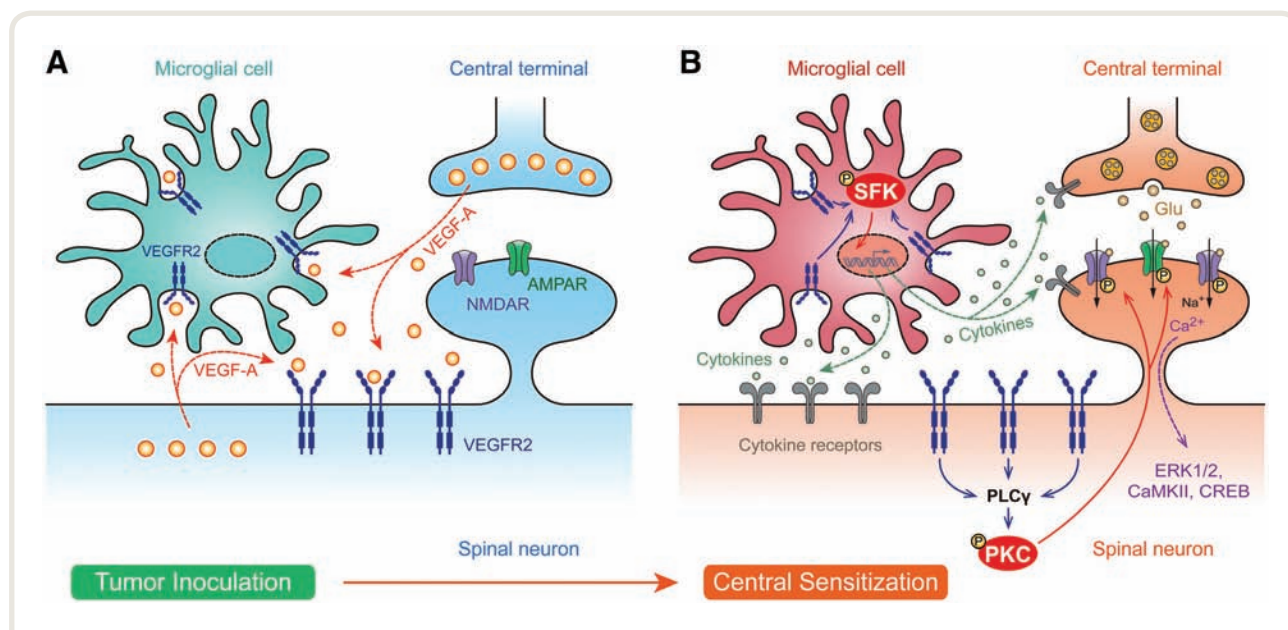 A
Microglial cell
Central terminal
VEGFR2
VEGF-A
NMDAR
AMPAR
VEGF-A
VEGFR2
Spinal neuron
Tumor Inoculation
B
Microglial cell
Central terminal
P
SFK
Glu
P
P
P
Na⁺
Ca²⁺
Cytokines
Cytokines
Cytokine receptors
PLCγ
ERK1/2,
CaMKII, CREB
P
PKC
Spinal neuron
Central Sensitization